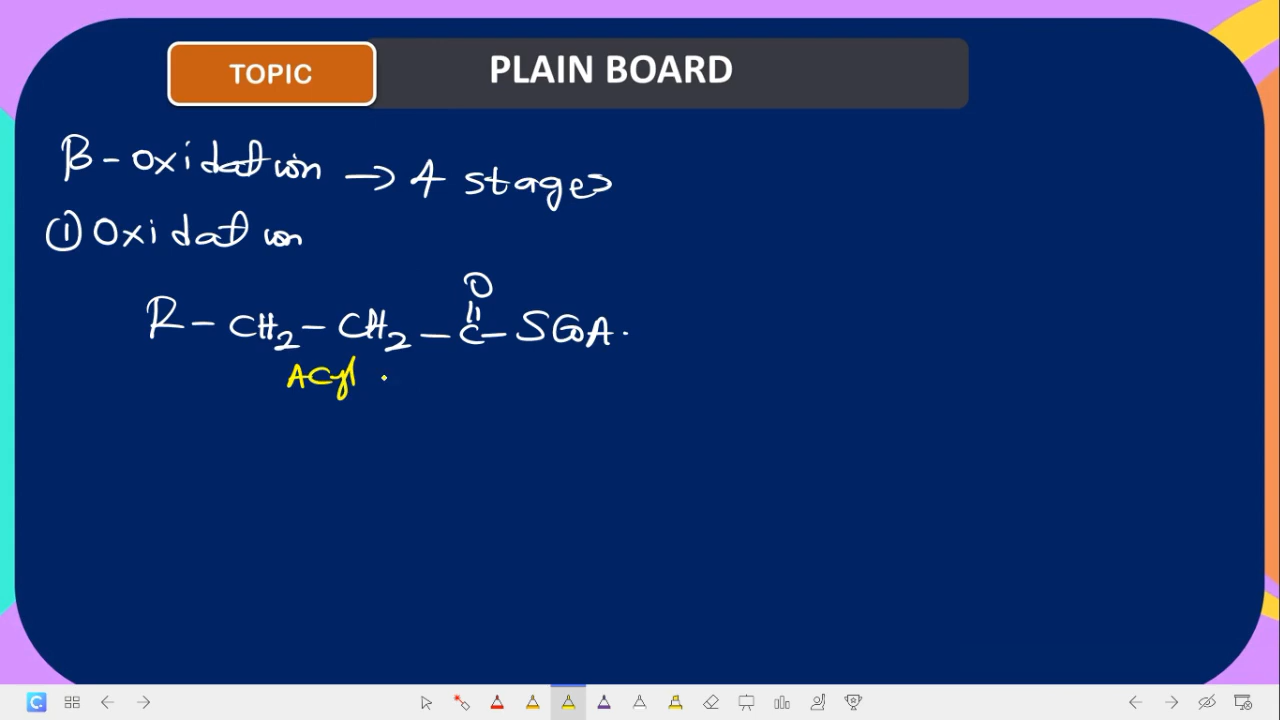 TOPIC PLAIN BOARD
β-oxidation → 4 stages
① Oxidation
O
R - CH2 - CH2 - C - SCoA.
Acyl